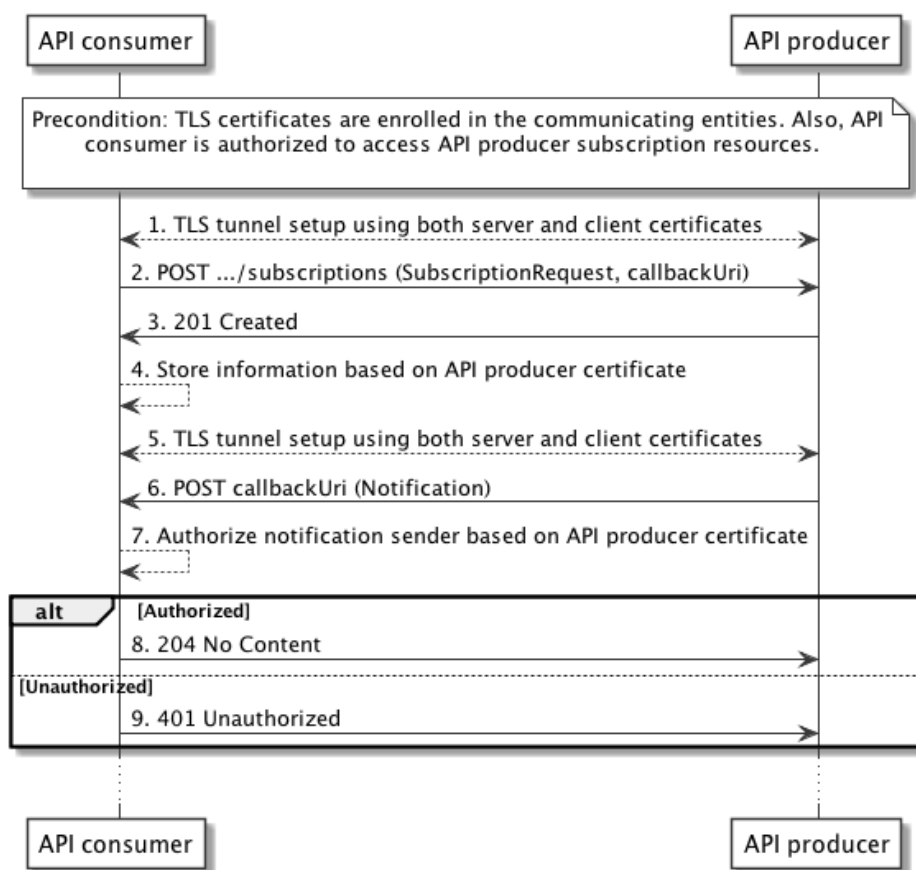 API consumer
API producer
Precondition: TLS certificates are enrolled in the communicating entities. Also, API
consumer is authorized to access API producer subscription resources.
1. TLS tunnel setup using both server and client certificates
2. POST .../subscriptions (SubscriptionRequest, callbackUri)
3. 201 Created
4. Store information based on API producer certificate
5. TLS tunnel setup using both server and client certificates
6. POST callbackUri (Notification)
7. Authorize notification sender based on API producer certificate
alt
[Authorized]
8. 204 No Content
[Unauthorized]
9. 401 Unauthorized
API consumer
API producer